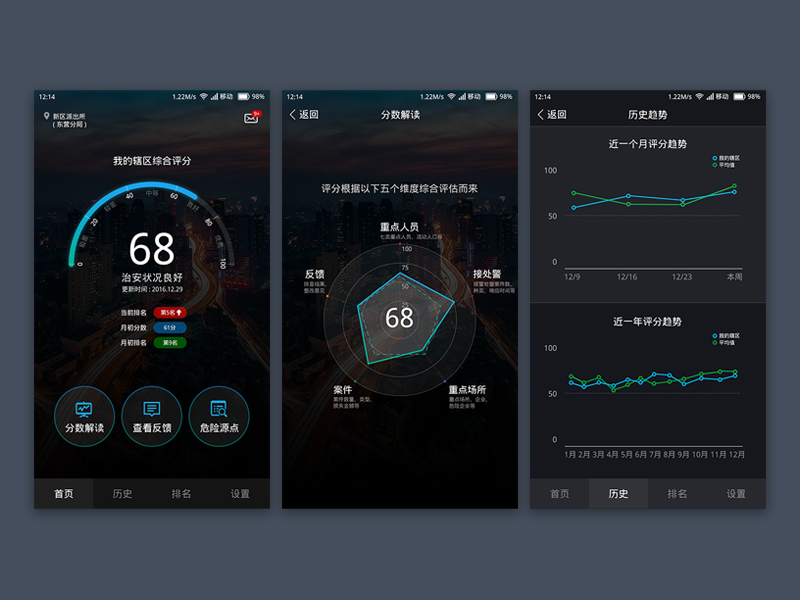 12:14
1.22M/s
移动
98%
新区派出所
(东营分局)
9+
我的辖区综合评分
0
20
较差
40
中等
60
良好
80
100
68
治安状况良好
更新时间 : 2016.12.29
当前排名
第5名
月初分数
61分
月初排名
第9名
分数解读
查看反馈
危险源点
首页
历史
排名
设置
12:14
1.22M/s
移动
98%
返回
分数解读
评分根据以下五个维度综合评估而来
重点人员
七类重点人员、流动人口等
100
75
50
25
68
反馈
排查结果、
整改意见
接处警
接警处警案件数、
种类、响应时间等
案件
案件数量、类型、
损失金额等
重点场所
重点场所、企业、
危险企业等
12:14
1.22M/s
移动
98%
返回
历史趋势
近一个月评分趋势
我的辖区
平均值
100
50
0
12/9
12/16
12/23
本周
近一年评分趋势
我的辖区
平均值
100
50
0
1月 2月 3月 4月 5月 6月 7月 8月 9月 10月 11月 12月
首页
历史
排名
设置